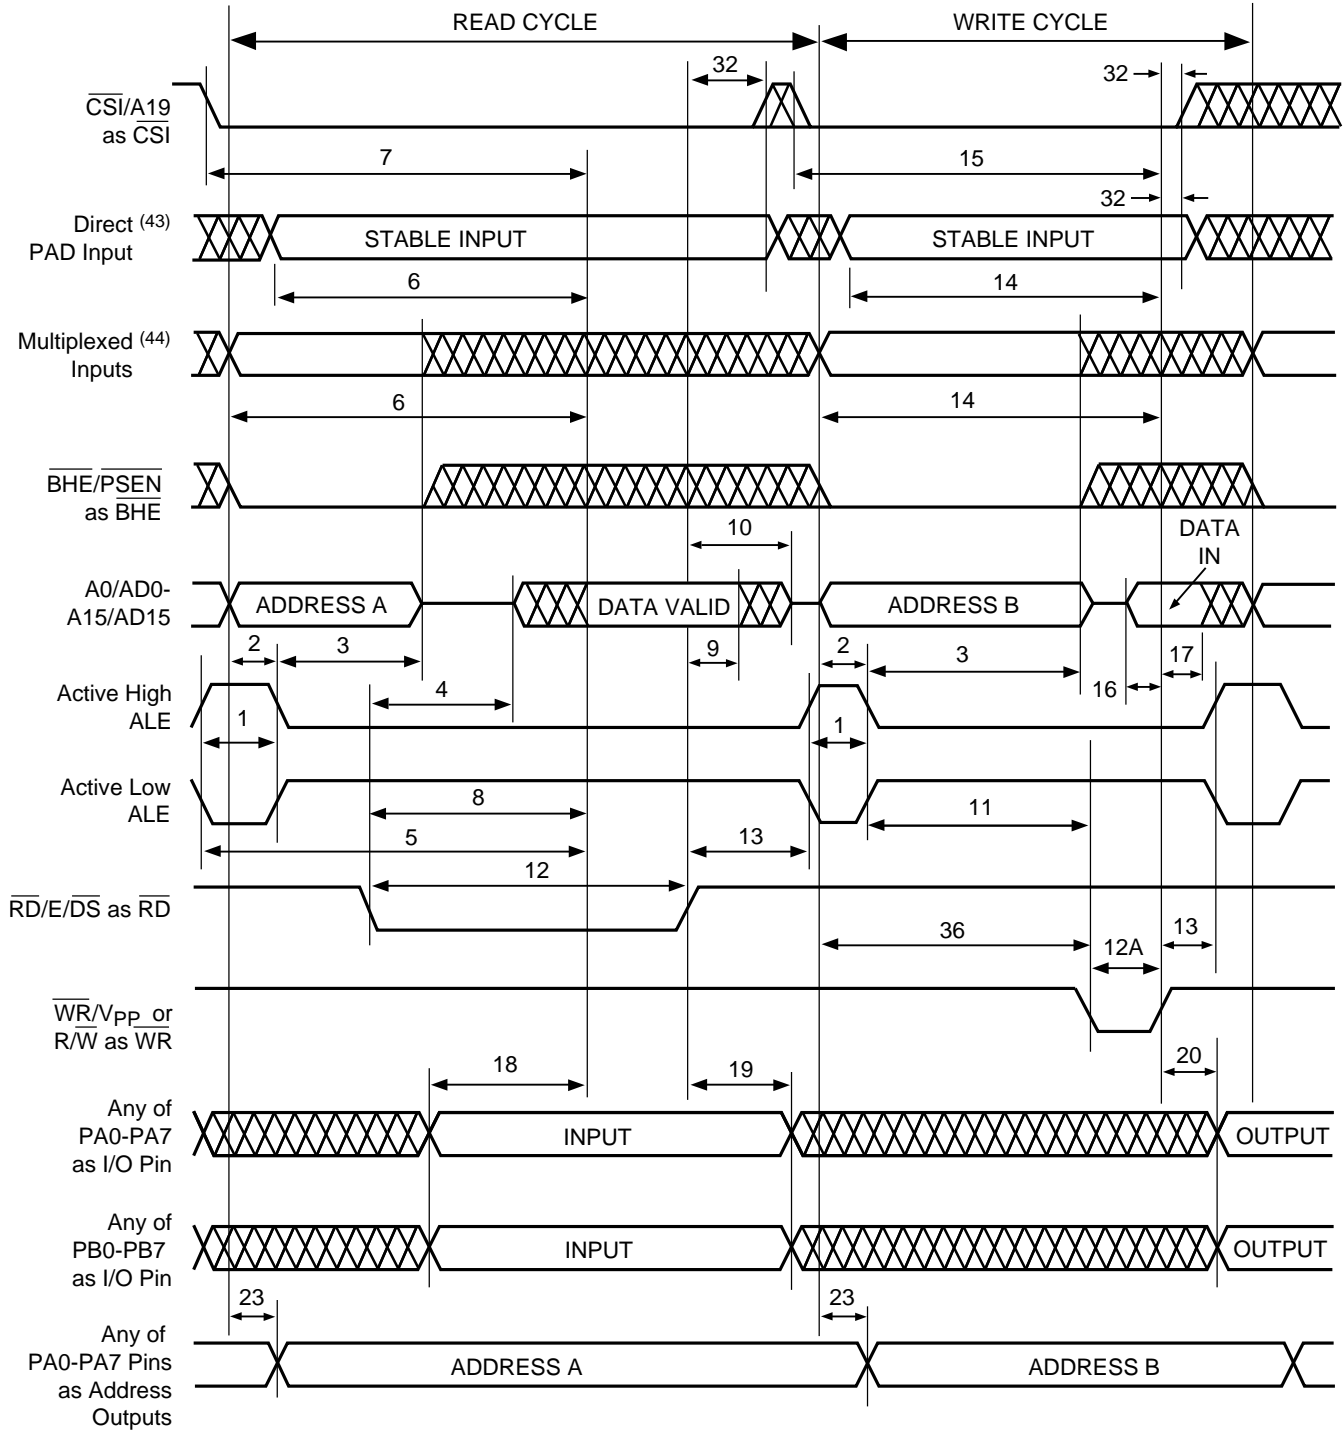 READ CYCLE
WRITE CYCLE
32
32
CSI/A19
as CSI
7
15
32
Direct (43)
PAD Input
STABLE INPUT
STABLE INPUT
6
14
Multiplexed (44)
Inputs
6
14
BHE/PSEN
as BHE
10
DATA
IN
A0/AD0-
A15/AD15
ADDRESS A
DATA VALID
ADDRESS B
2
3
9
2
3
17
4
16
Active High
ALE
1
1
Active Low
ALE
8
11
5
13
12
RD/E/DS as RD
36
12A
13
WR/VPP or
R/W as WR
18
19
20
Any of
PA0-PA7
as I/O Pin
INPUT
OUTPUT
Any of
PB0-PB7
as I/O Pin
INPUT
OUTPUT
23
23
Any of
PA0-PA7 Pins
as Address
Outputs
ADDRESS A
ADDRESS B